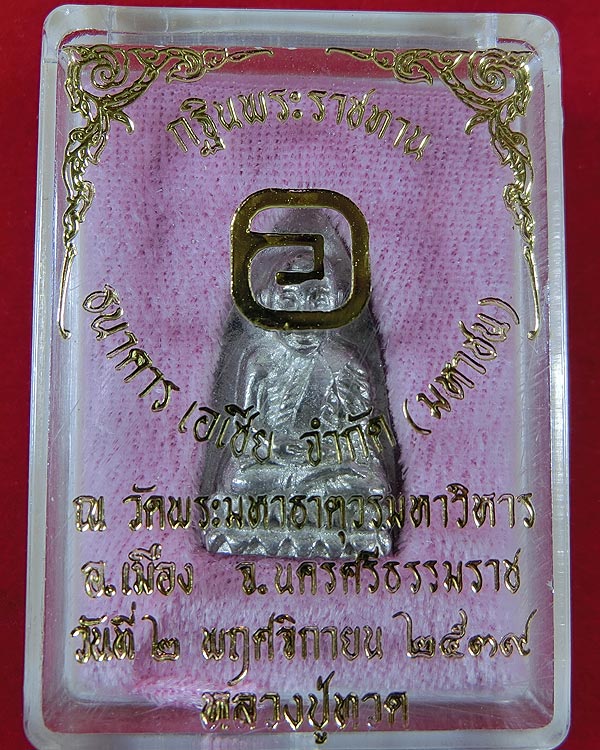 กฐินพระราชทาน
อ
ธนาคาร เอเชีย จำกัด (มหาชน)
ณ วัดพระมหาธาตุวรมหาวิหาร
อ.เมือง จ.นครศรีธรรมราช
วันที่ ๒ พฤศจิกายน ๒๕๓๙
หลวงปู่ทวด